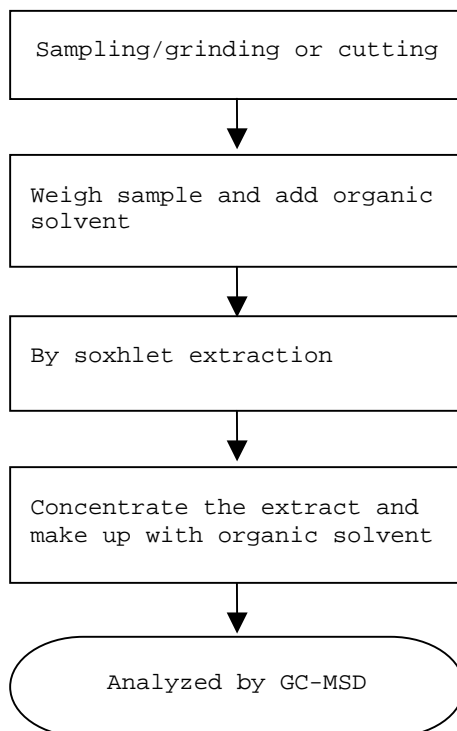 Sampling/grinding or cutting
Weigh sample and add organic
solvent
By soxhlet extraction
Concentrate the extract and
make up with organic solvent
Analyzed by GC-MSD